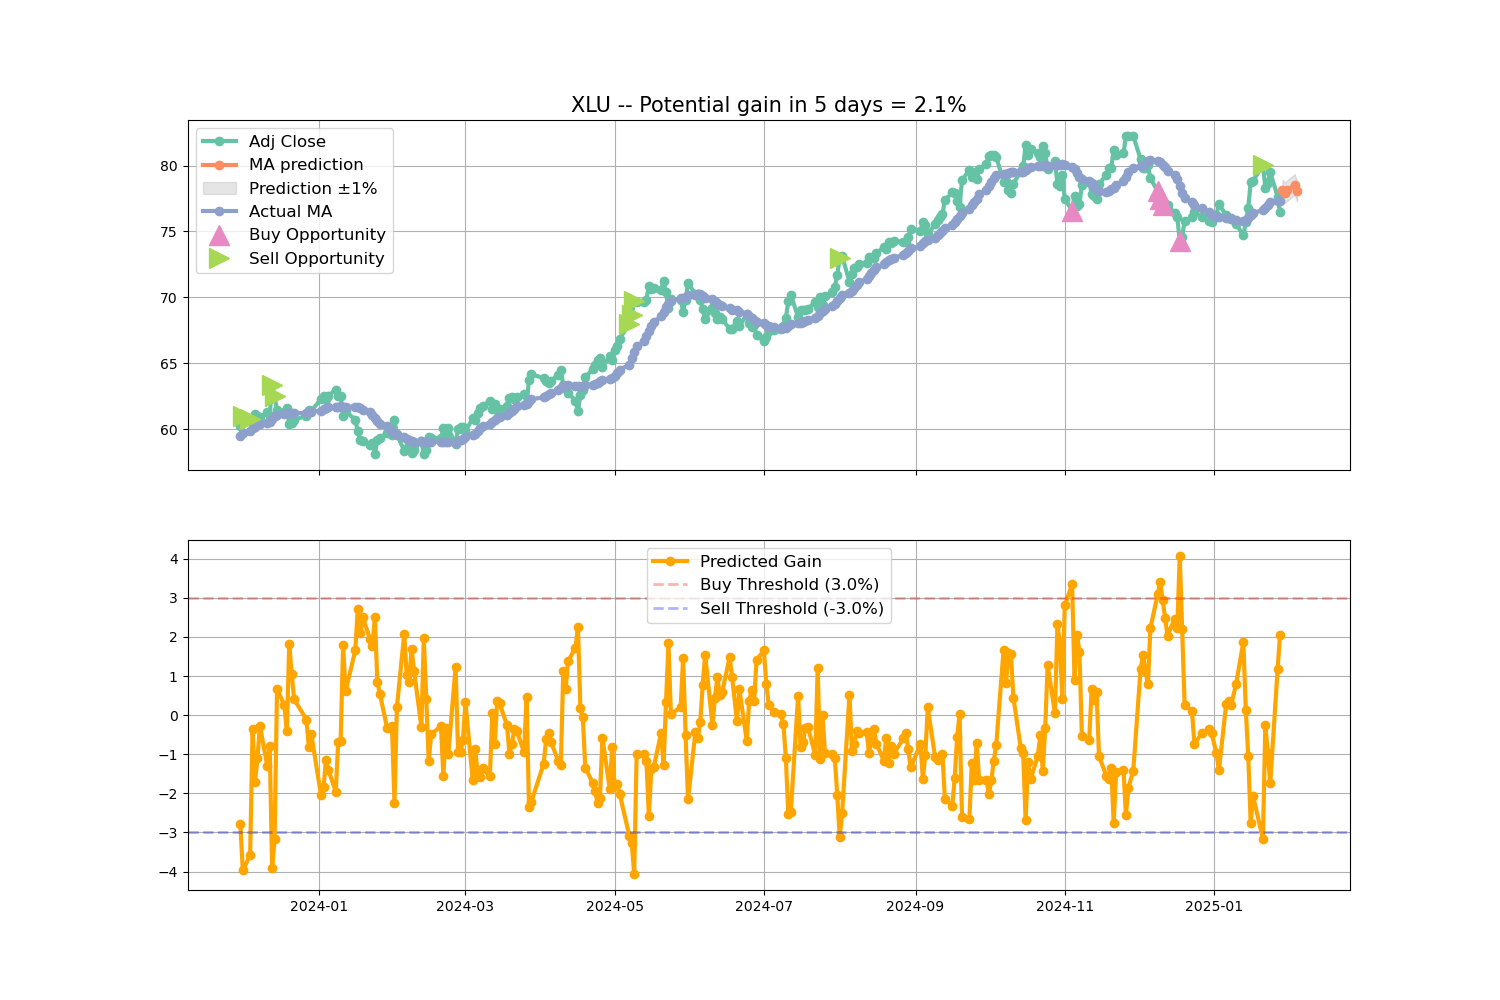 XLU -- Potential gain in 5 days = 2.1%
Adj Close
MA prediction
Prediction ±1%
Actual MA
Buy Opportunity
Sell Opportunity
80
75
70
65
60
Predicted Gain
Buy Threshold (3.0%)
Sell Threshold (-3.0%)
4
3
2
1
0
−1
−2
−3
−4
2024-01
2024-03
2024-05
2024-07
2024-09
2024-11
2025-01